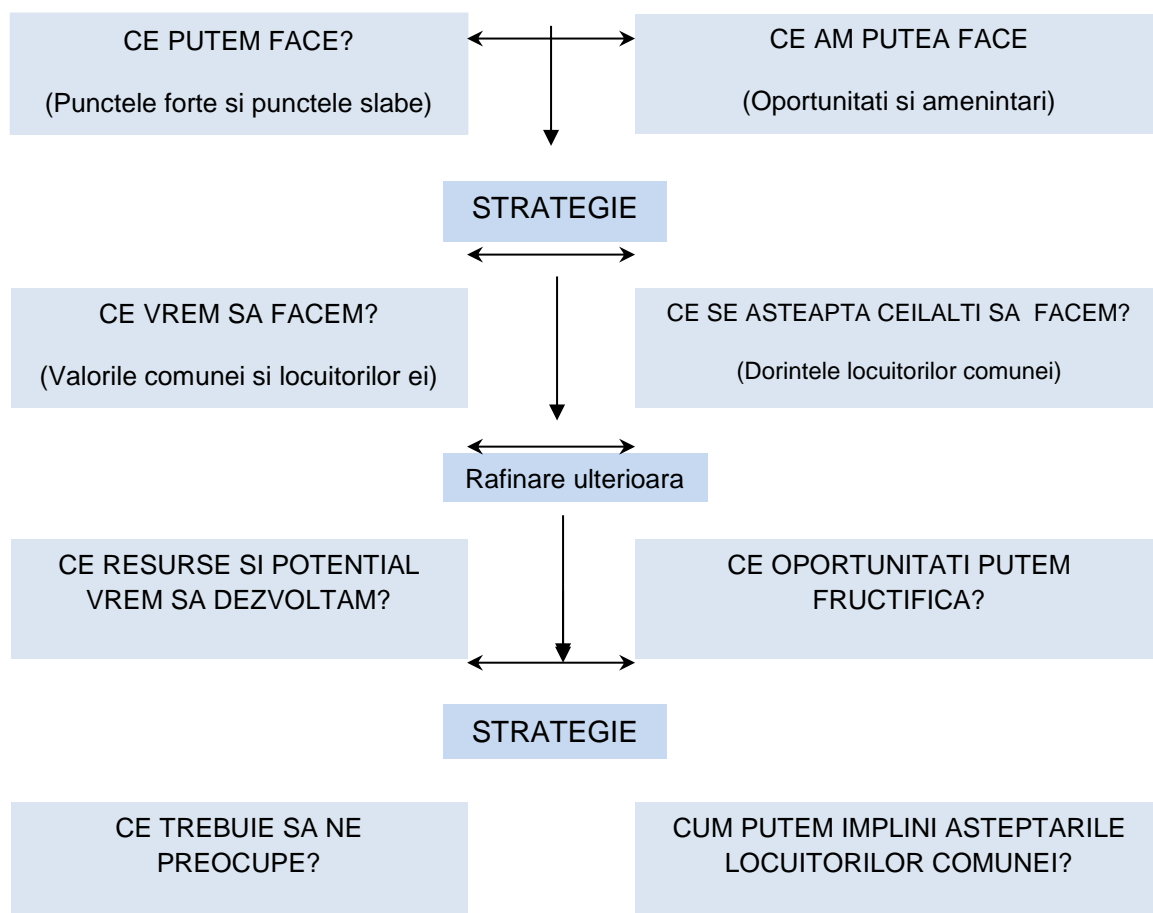 CE PUTEM FACE?
(Punctele forte si punctele slabe)
CE AM PUTEA FACE
(Oportunitati si amenintari)
STRATEGIE
CE VREM SA FACEM?
(Valorile comunei si locuitorilor ei)
CE SE ASTEAPTA CEILALTI SA FACEM?
(Dorintele locuitorilor comunei)
Rafinare ulterioara
CE RESURSE SI POTENTIAL
VREM SA DEZVOLTAM?
CE OPORTUNITATI PUTEM
FRUCTIFICA?
STRATEGIE
CE TREBUIE SA NE
PREOCUPE?
CUM PUTEM IMPLINI ASTEPTARILE
LOCUITORILOR COMUNEI?